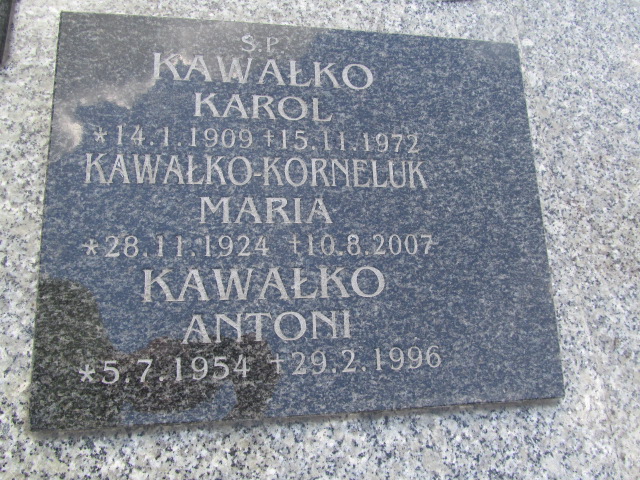 Ś.P.
KAWAŁKO
KAROL
*14.1.1909 +15.11.1972
KAWAŁKO-KORNELUK
MARIA
*28.11.1924 +10.8.2007
KAWAŁKO
ANTONI
*5.7.1954 +29.2.1996